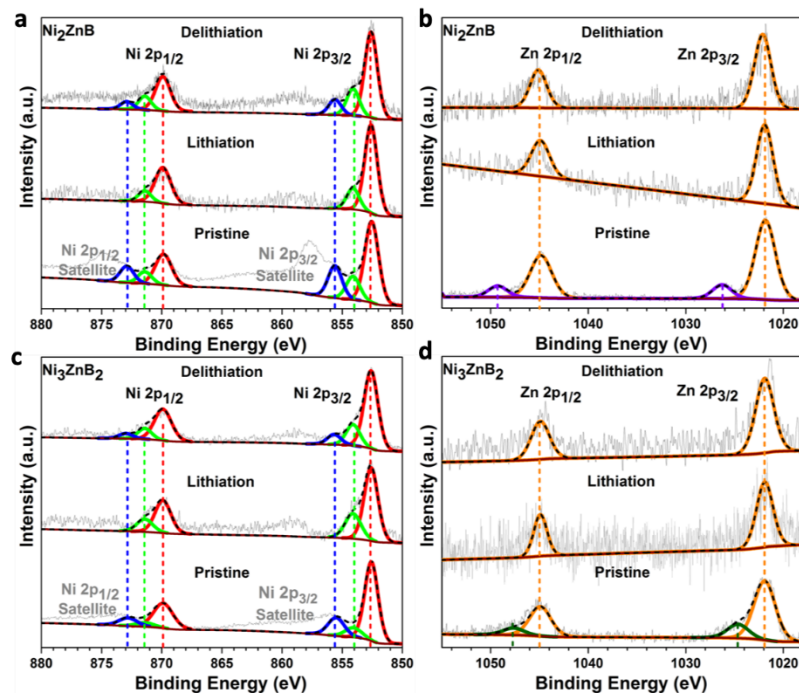 a
Ni2ZnB
Delithiation
Ni 2p1/2
Ni 2p3/2
Lithiation
Pristine
Ni 2p1/2
Satellite
Ni 2p3/2
Satellite
Intensity (a.u.)
880 875 870 865 860 855 850
Binding Energy (eV)
b
Ni2ZnB
Delithiation
Zn 2p1/2
Zn 2p3/2
Lithiation
Pristine
Intensity (a.u.)
1050 1040 1030 1020
Binding Energy (eV)
c
Ni3ZnB2
Delithiation
Ni 2p1/2
Ni 2p3/2
Lithiation
Pristine
Ni 2p1/2
Satellite
Ni 2p3/2
Satellite
Intensity (a.u.)
880 875 870 865 860 855 850
Binding Energy (eV)
d
Ni3ZnB2
Delithiation
Zn 2p1/2
Zn 2p3/2
Lithiation
Pristine
Intensity (a.u.)
1050 1040 1030 1020
Binding Energy (eV)